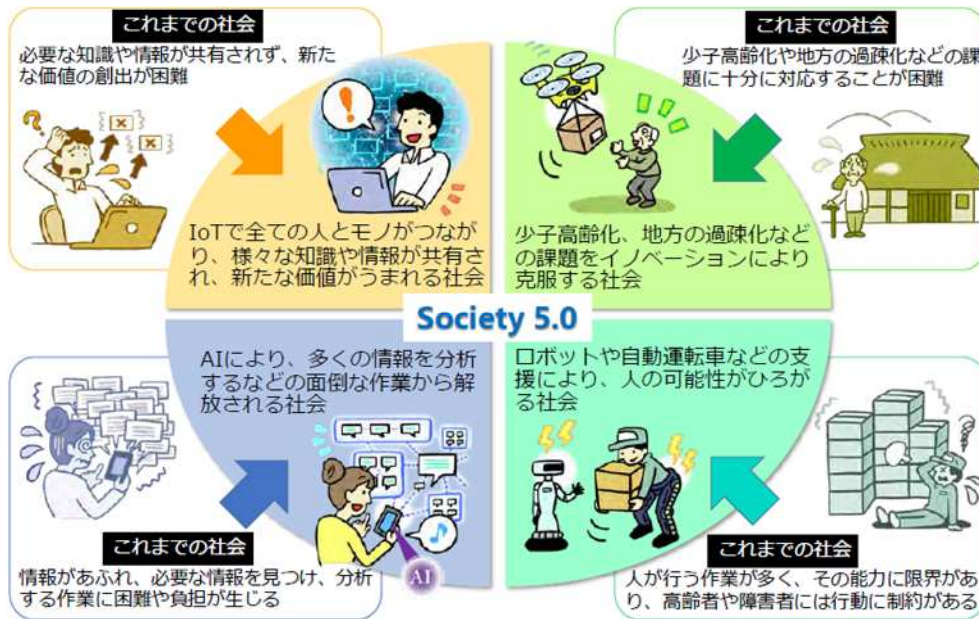 これまでの社会
必要な知識や情報が共有されず、新た
な価値の創出が困難
IoTで全ての人とモノがつなが
り、様々な知識や情報が共有さ
れ、新たな価値がうまれる社会
これまでの社会
少子高齢化や地方の過疎化などの課
題に十分に対応することが困難
少子高齢化、地方の過疎化など
の課題をイノベーションにより
克服する社会
Society 5.0
AIにより、多くの情報を分析
するなどの面倒な作業から解
放される社会
AI
これまでの社会
情報があふれ、必要な情報を見つけ、分析
する作業に困難や負担が生じる
ロボットや自動運転車などの支
援により、人の可能性がひろが
る社会
これまでの社会
人が行う作業が多く、その能力に限界があ
り、高齢者や障害者には行動に制約がある